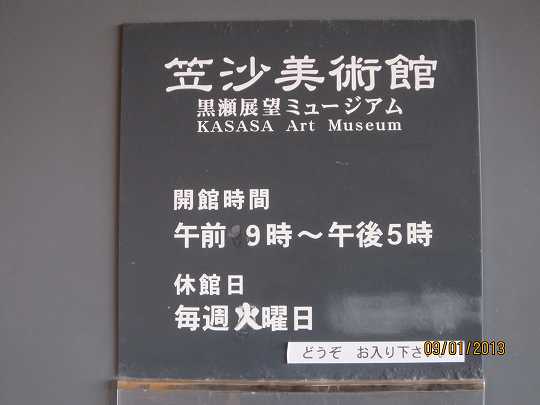 笠沙美術館
黒瀬展望ミュージアム
KASASA Art Museum
開館時間
午前 9時～午後5時
休館日
毎週火曜日
どうぞ お入り下さ
09/01/2013